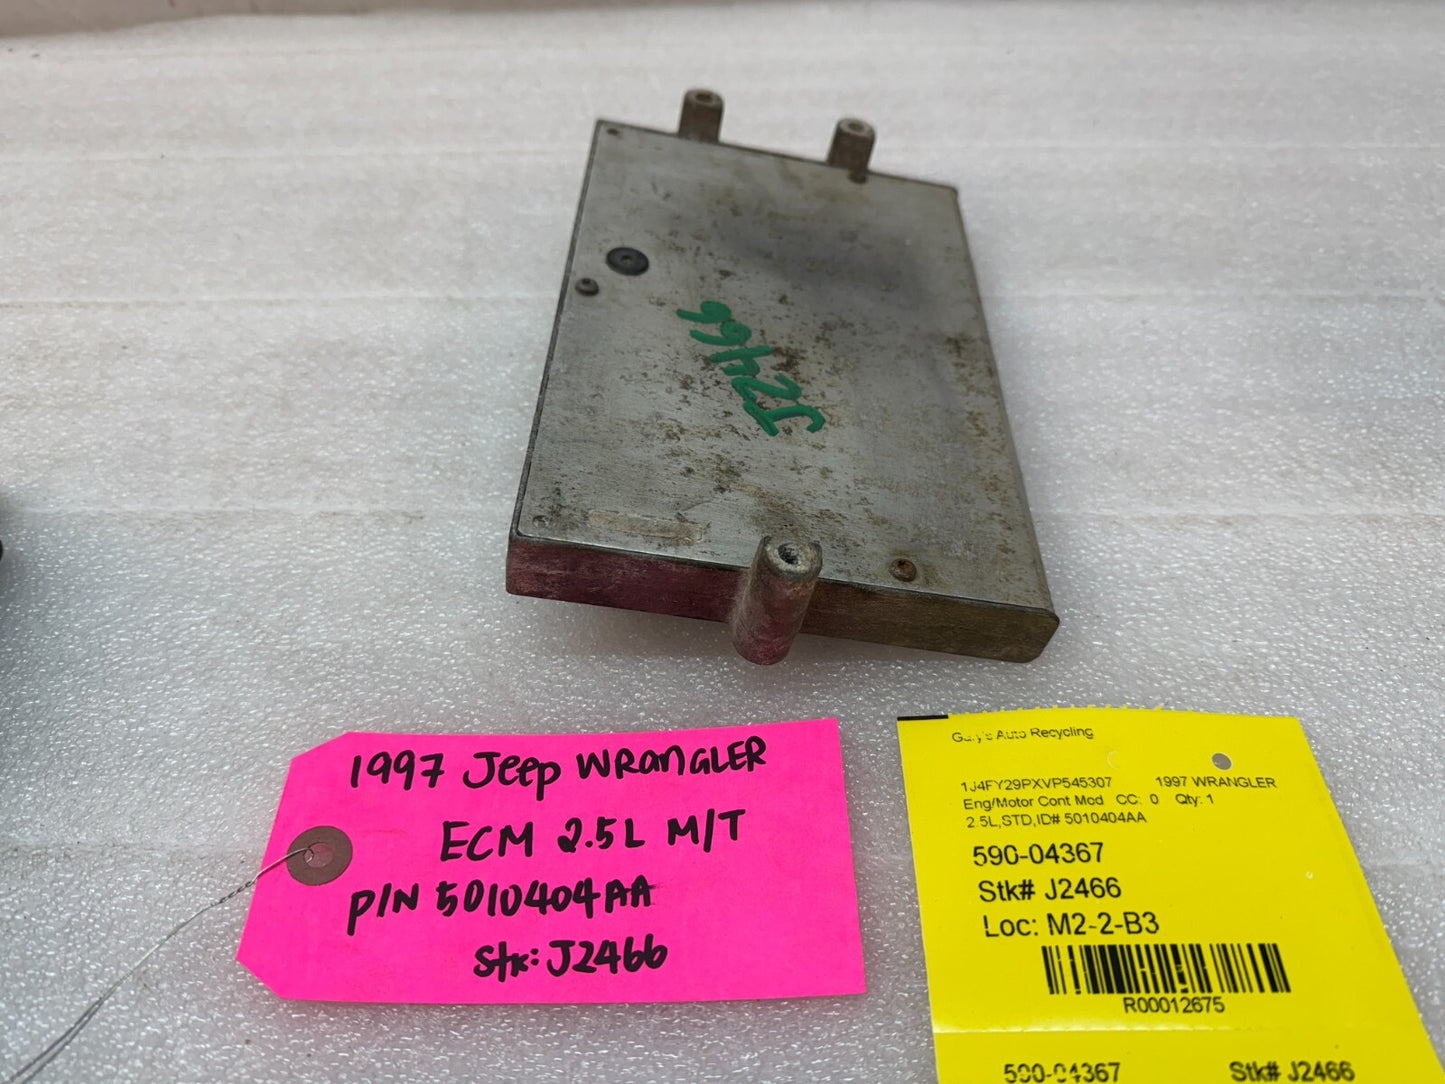 J2466
1997 Jeep WRANGLER
ECM 2.5L M/T
P/N 5010404AA
Stk: J2466
Gary's Auto Recycling
1J4FY29PXVP545307 1997 WRANGLER
Eng/Motor Cont Mod CC: 0 Qty: 1
2.5L,STD,ID# 5010404AA
590-04367
Stk# J2466
Loc: M2-2-B3
R00012675
590-04367 Stk# J2466